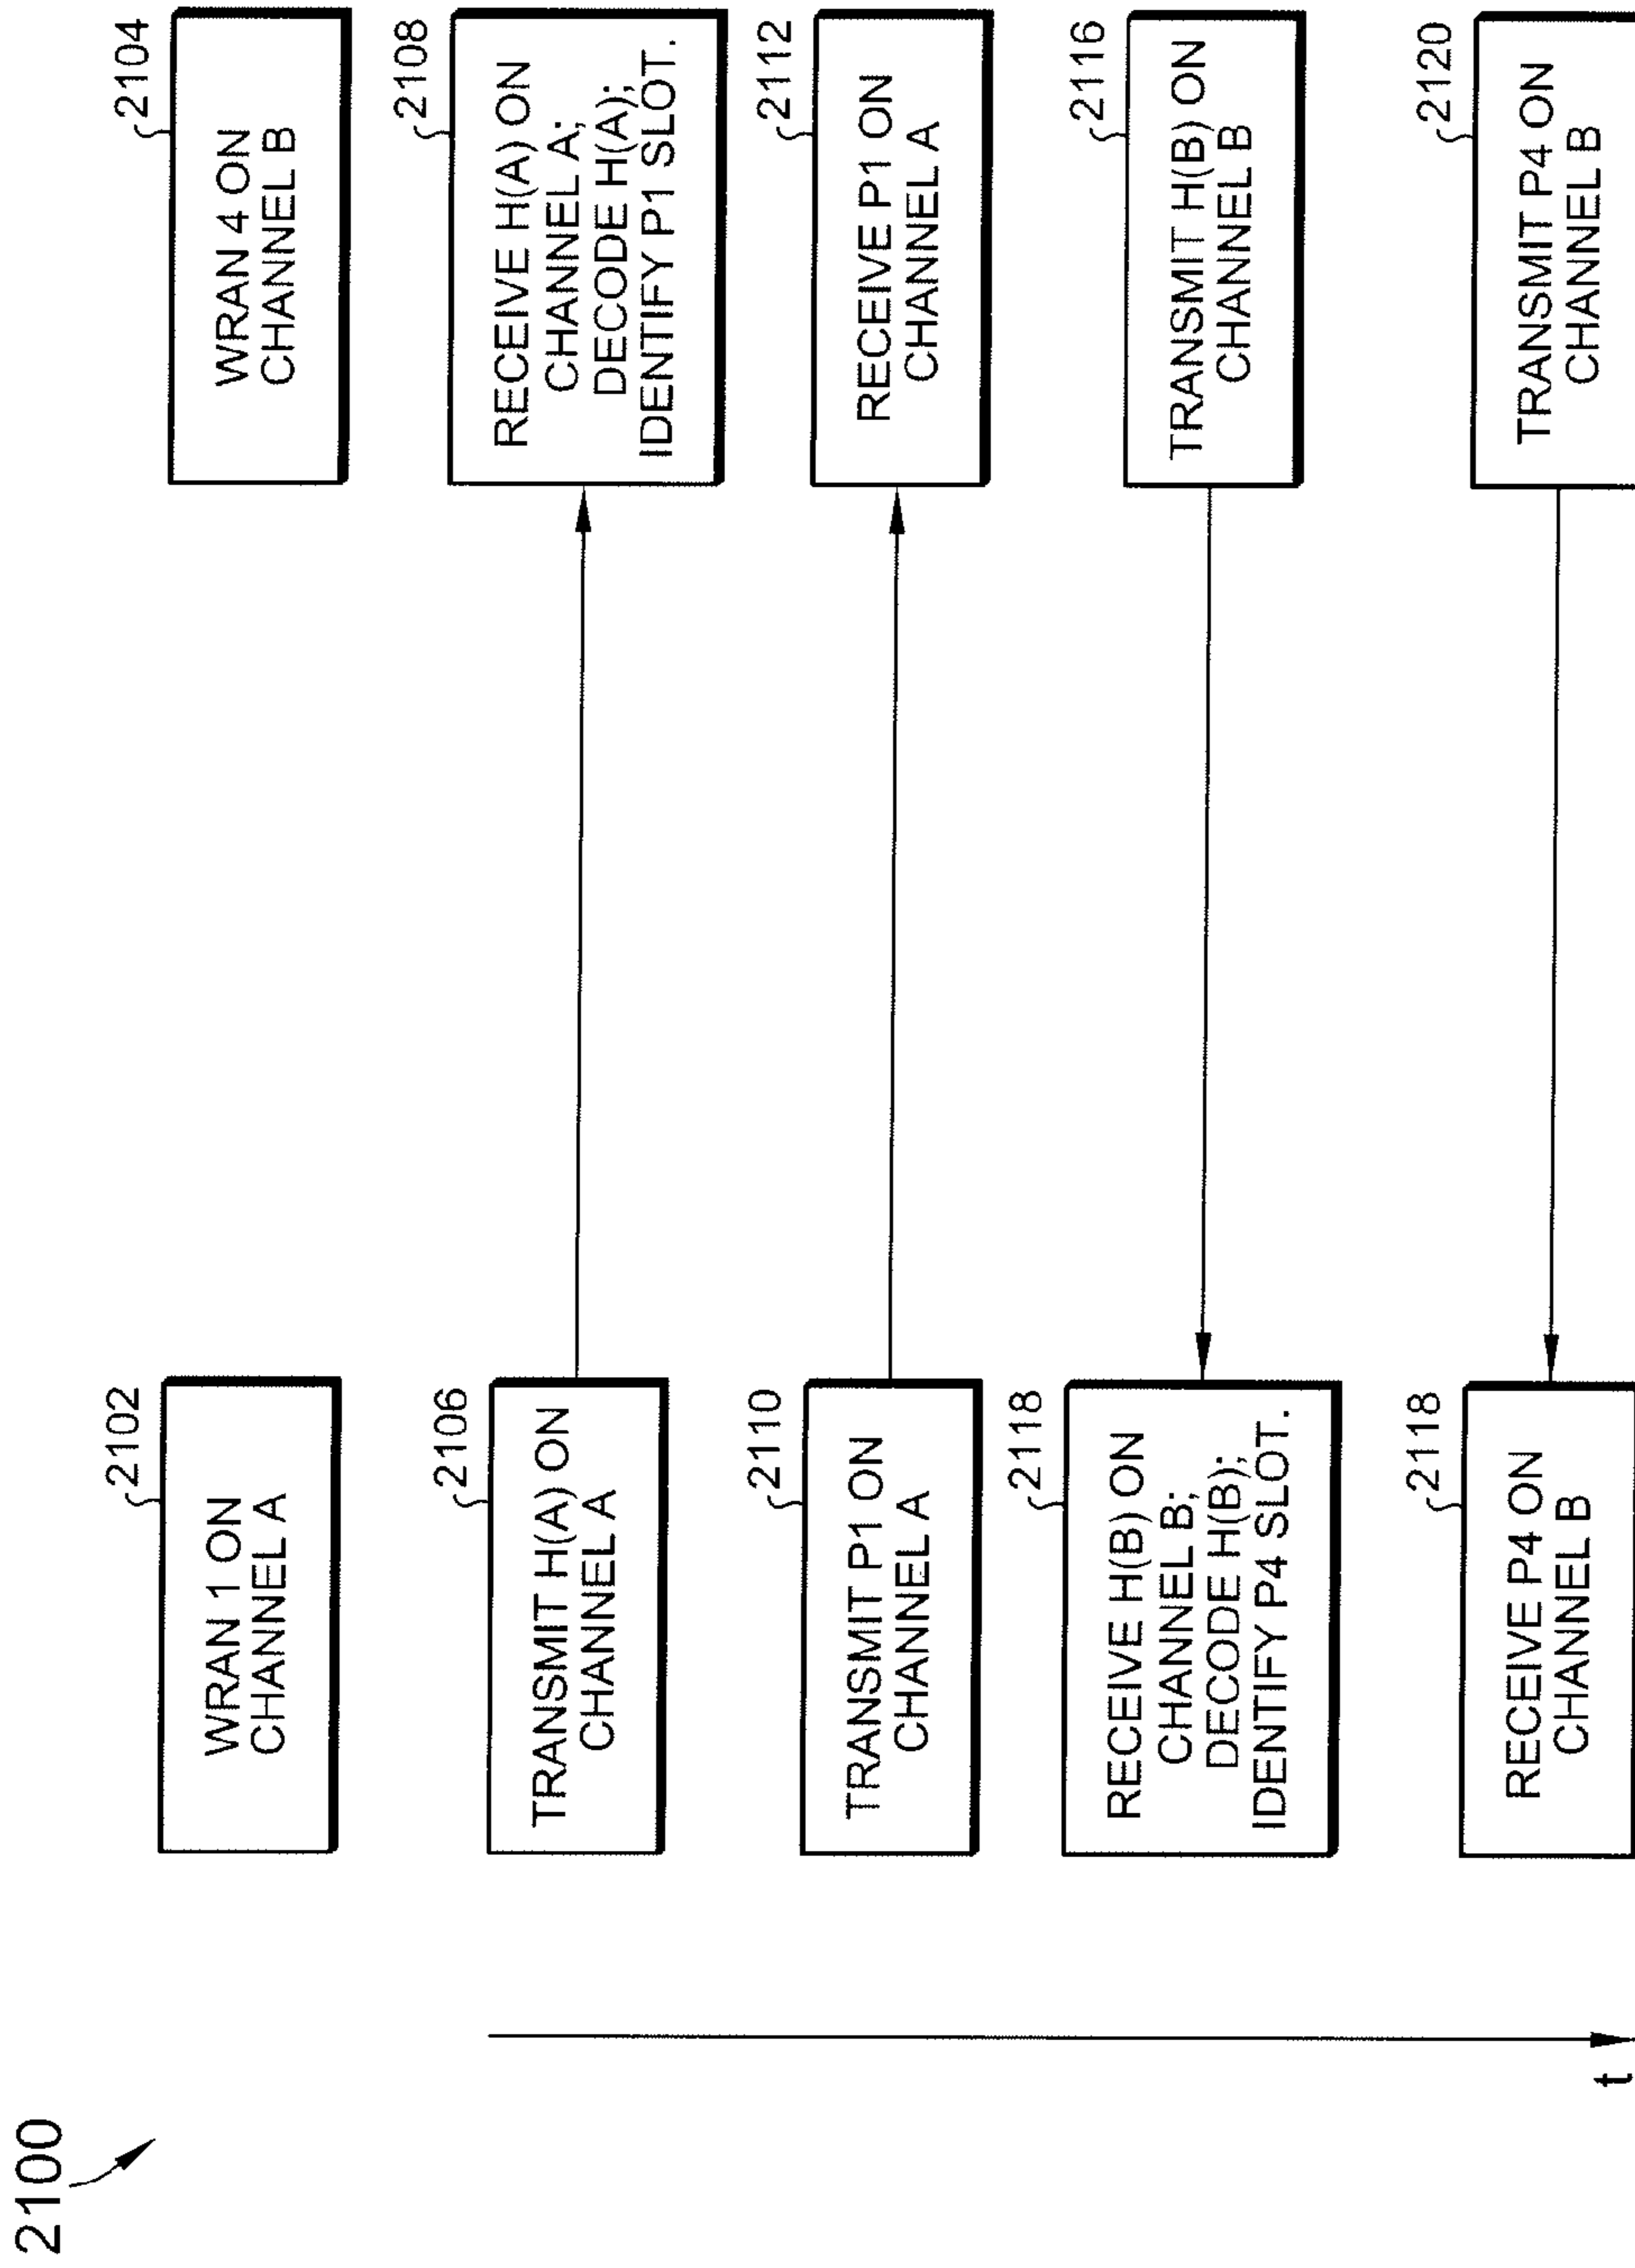 2100
2102
WRAN 1 ON
CHANNEL A
2104
WRAN 4 ON
CHANNEL B
2106
TRANSMIT H(A) ON
CHANNEL A
2108
RECEIVE H(A) ON
CHANNEL A;
DECODE H(A);
IDENTIFY P1 SLOT.
2110
TRANSMIT P1 ON
CHANNEL A
2112
RECEIVE P1 ON
CHANNEL A
2118
RECEIVE H(B) ON
CHANNEL B;
DECODE H(B);
IDENTIFY P4 SLOT.
2116
TRANSMIT H(B) ON
CHANNEL B
2118
RECEIVE P4 ON
CHANNEL B
2120
TRANSMIT P4 ON
CHANNEL B
t